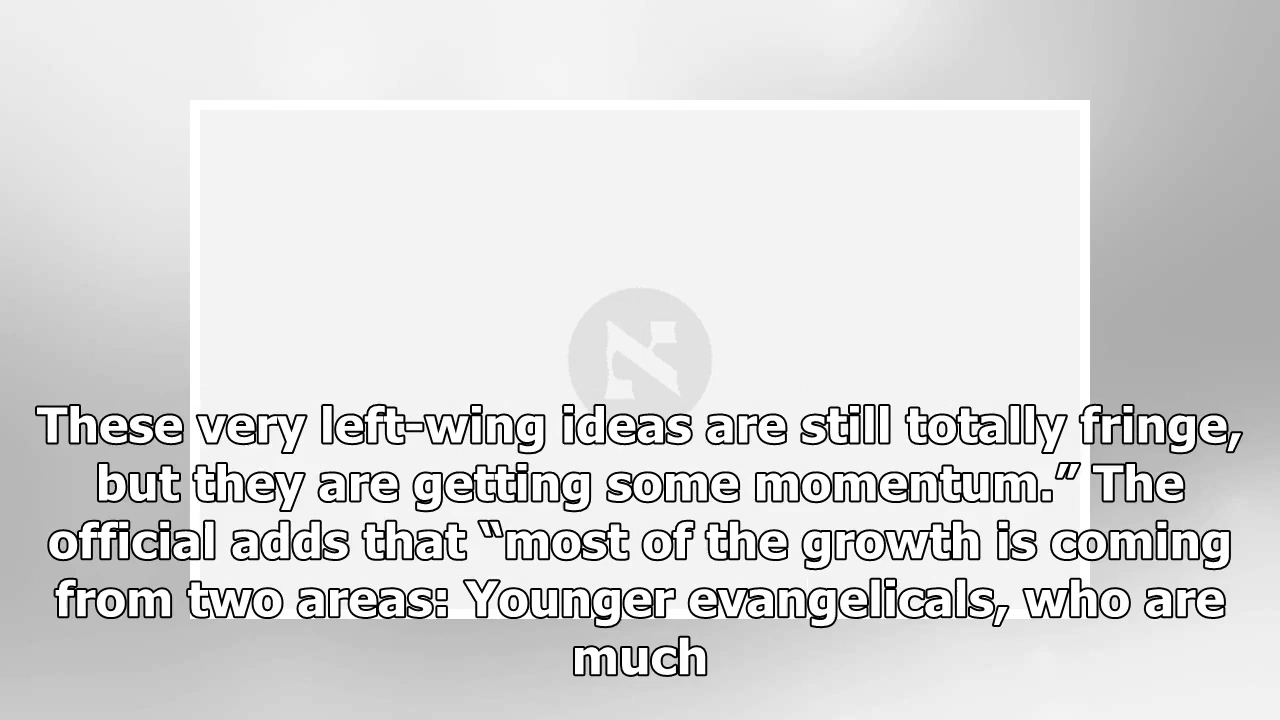 א
These very left-wing ideas are still totally fringe,
but they are getting some momentum.” The
official adds that “most of the growth is coming
from two areas: Younger evangelicals, who are
much